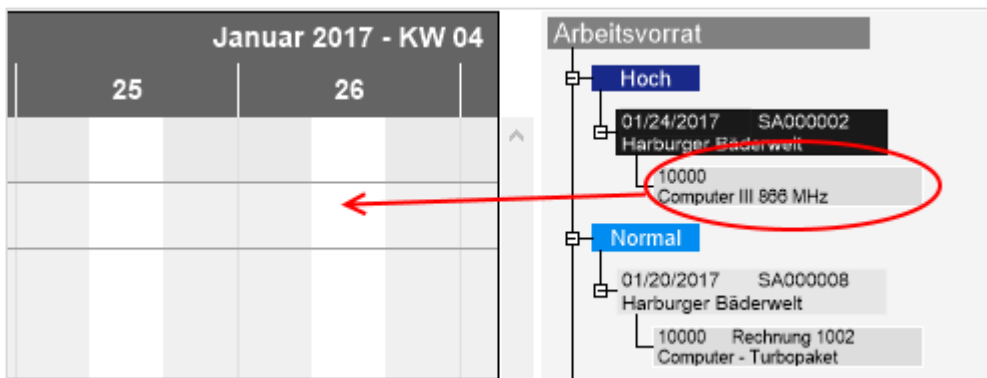 Januar 2017 - KW 04
25 26
Arbeitsvorrat
Hoch
01/24/2017 SA000002
Harburger Bäderwelt
10000
Computer III 866 MHz
Normal
01/20/2017 SA000008
Harburger Bäderwelt
10000 Rechnung 1002
Computer - Turbopaket